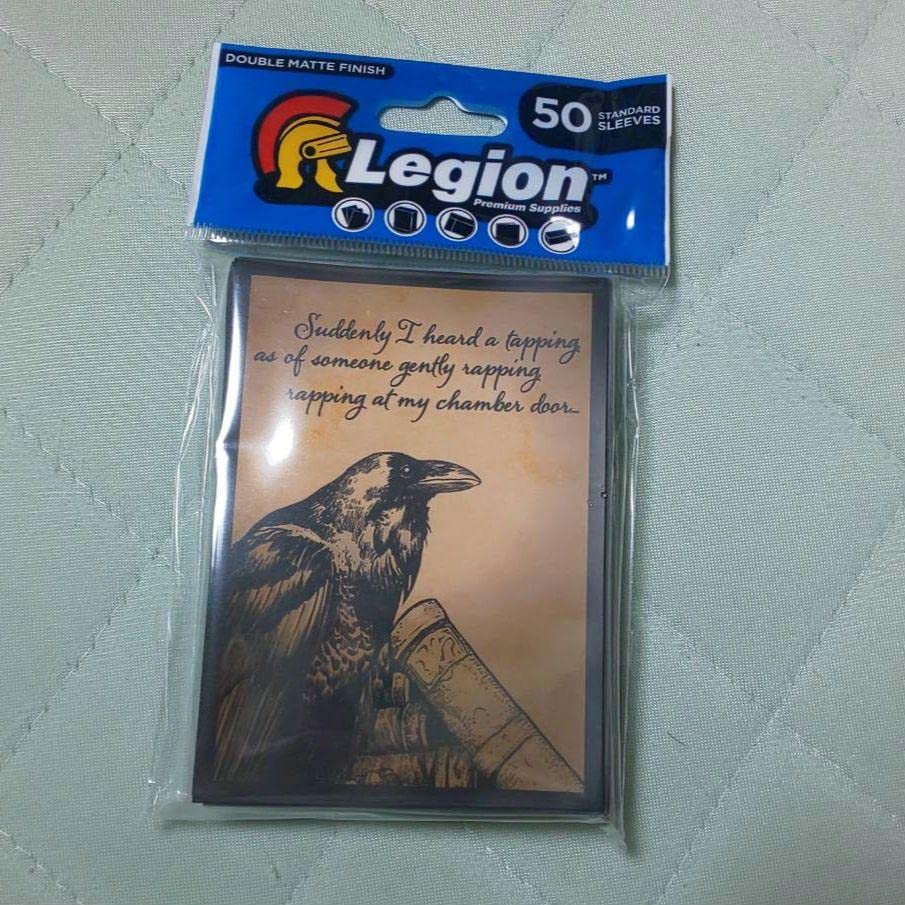 DOUBLE MATTE FINISH
50 STANDARD
SLEEVES
Legion™
Premium Supplies
Suddenly I heard a tapping
as of someone gently rapping
rapping at my chamber door...